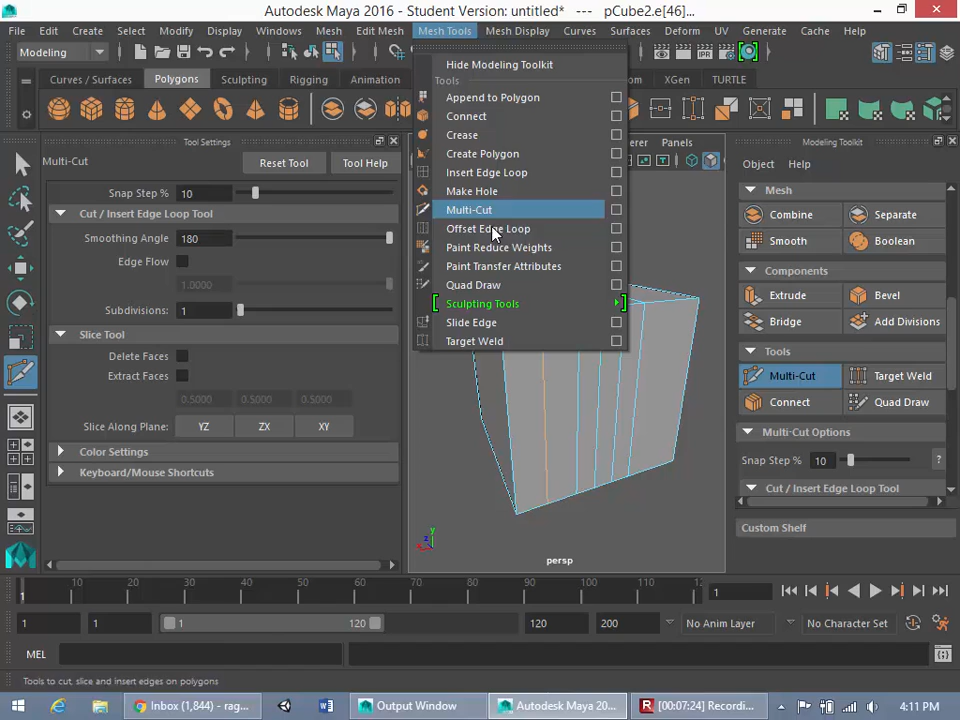 Autodesk Maya 2016 - Student Version: untitled* --- pCube2.e[46]...
File Edit Create Select Modify Display Windows Mesh Edit Mesh Mesh Tools Mesh Display Curves Surfaces Deform UV Generate Cache Help
Modeling
Curves / Surfaces Polygons Sculpting Rigging Animation XGen TURTLE
Hide Modeling Toolkit
Tools
Append to Polygon
Connect
Crease
Create Polygon
Insert Edge Loop
Make Hole
Multi-Cut
Offset Edge Loop
Paint Reduce Weights
Paint Transfer Attributes
Quad Draw
Sculpting Tools
Slide Edge
Target Weld
Tool Settings
Multi-Cut Reset Tool Tool Help
Snap Step % 10
Cut / Insert Edge Loop Tool
Smoothing Angle 180
Edge Flow
1.0000
Subdivisions: 1
Slice Tool
Delete Faces
Extract Faces
0.5000 0.5000 0.5000
Slice Along Plane: YZ ZX XY
Color Settings
Keyboard/Mouse Shortcuts
Panels
y
z
x
persp
Modeling Toolkit
Object Help
Mesh
Combine Separate
Smooth Boolean
Components
Extrude Bevel
Bridge Add Divisions
Tools
Multi-Cut Target Weld
Connect Quad Draw
Multi-Cut Options
Snap Step % 10 ?
Cut / Insert Edge Loop Tool
Custom Shelf
1 10 20 30 40 50 60 70 80 90 100 110 12 1
1 1 1 120 120 200 No Anim Layer No Character Set
MEL
Tools to cut, slice and insert edges on polygons
Inbox (1,844) - rag... Output Window Autodesk Maya 20... [00:07:24] Recordi... 4:11 PM